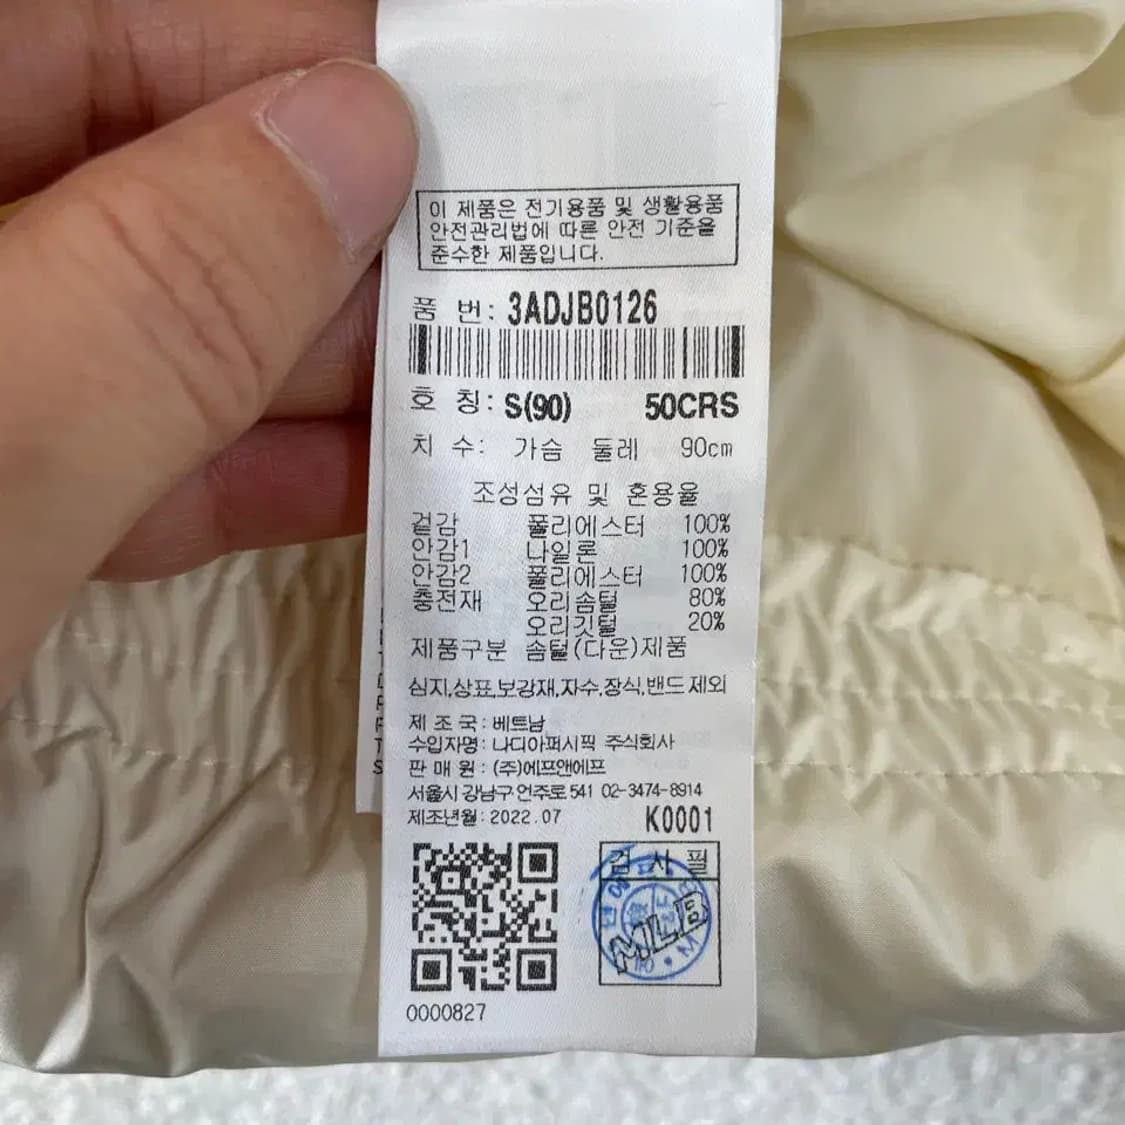 이 제품은 전기용품 및 생활용품
안전관리법에 따른 안전 기준을
준수한 제품입니다.
품 번: 3ADJB0126
호 칭: S(90) 50CRS
치 수: 가슴 둘레 90cm
조성섬유 및 혼용율
겉감 폴리에스터 100%
안감1 나일론 100%
안감2 폴리에스터 100%
충전재 오리솜털 80%
오리깃털 20%
제품구분 솜털(다운)제품
심지,상표,보강재,자수,장식,밴드제외
제 조 국: 베트남
수입자명: 나디아퍼시픽 주식회사
판 매 원: (주)에프앤에프
서울시 강남구 언주로 541 02-3474-8914
제조년월: 2022.07 K0001
검 사 필
MLB
0000827